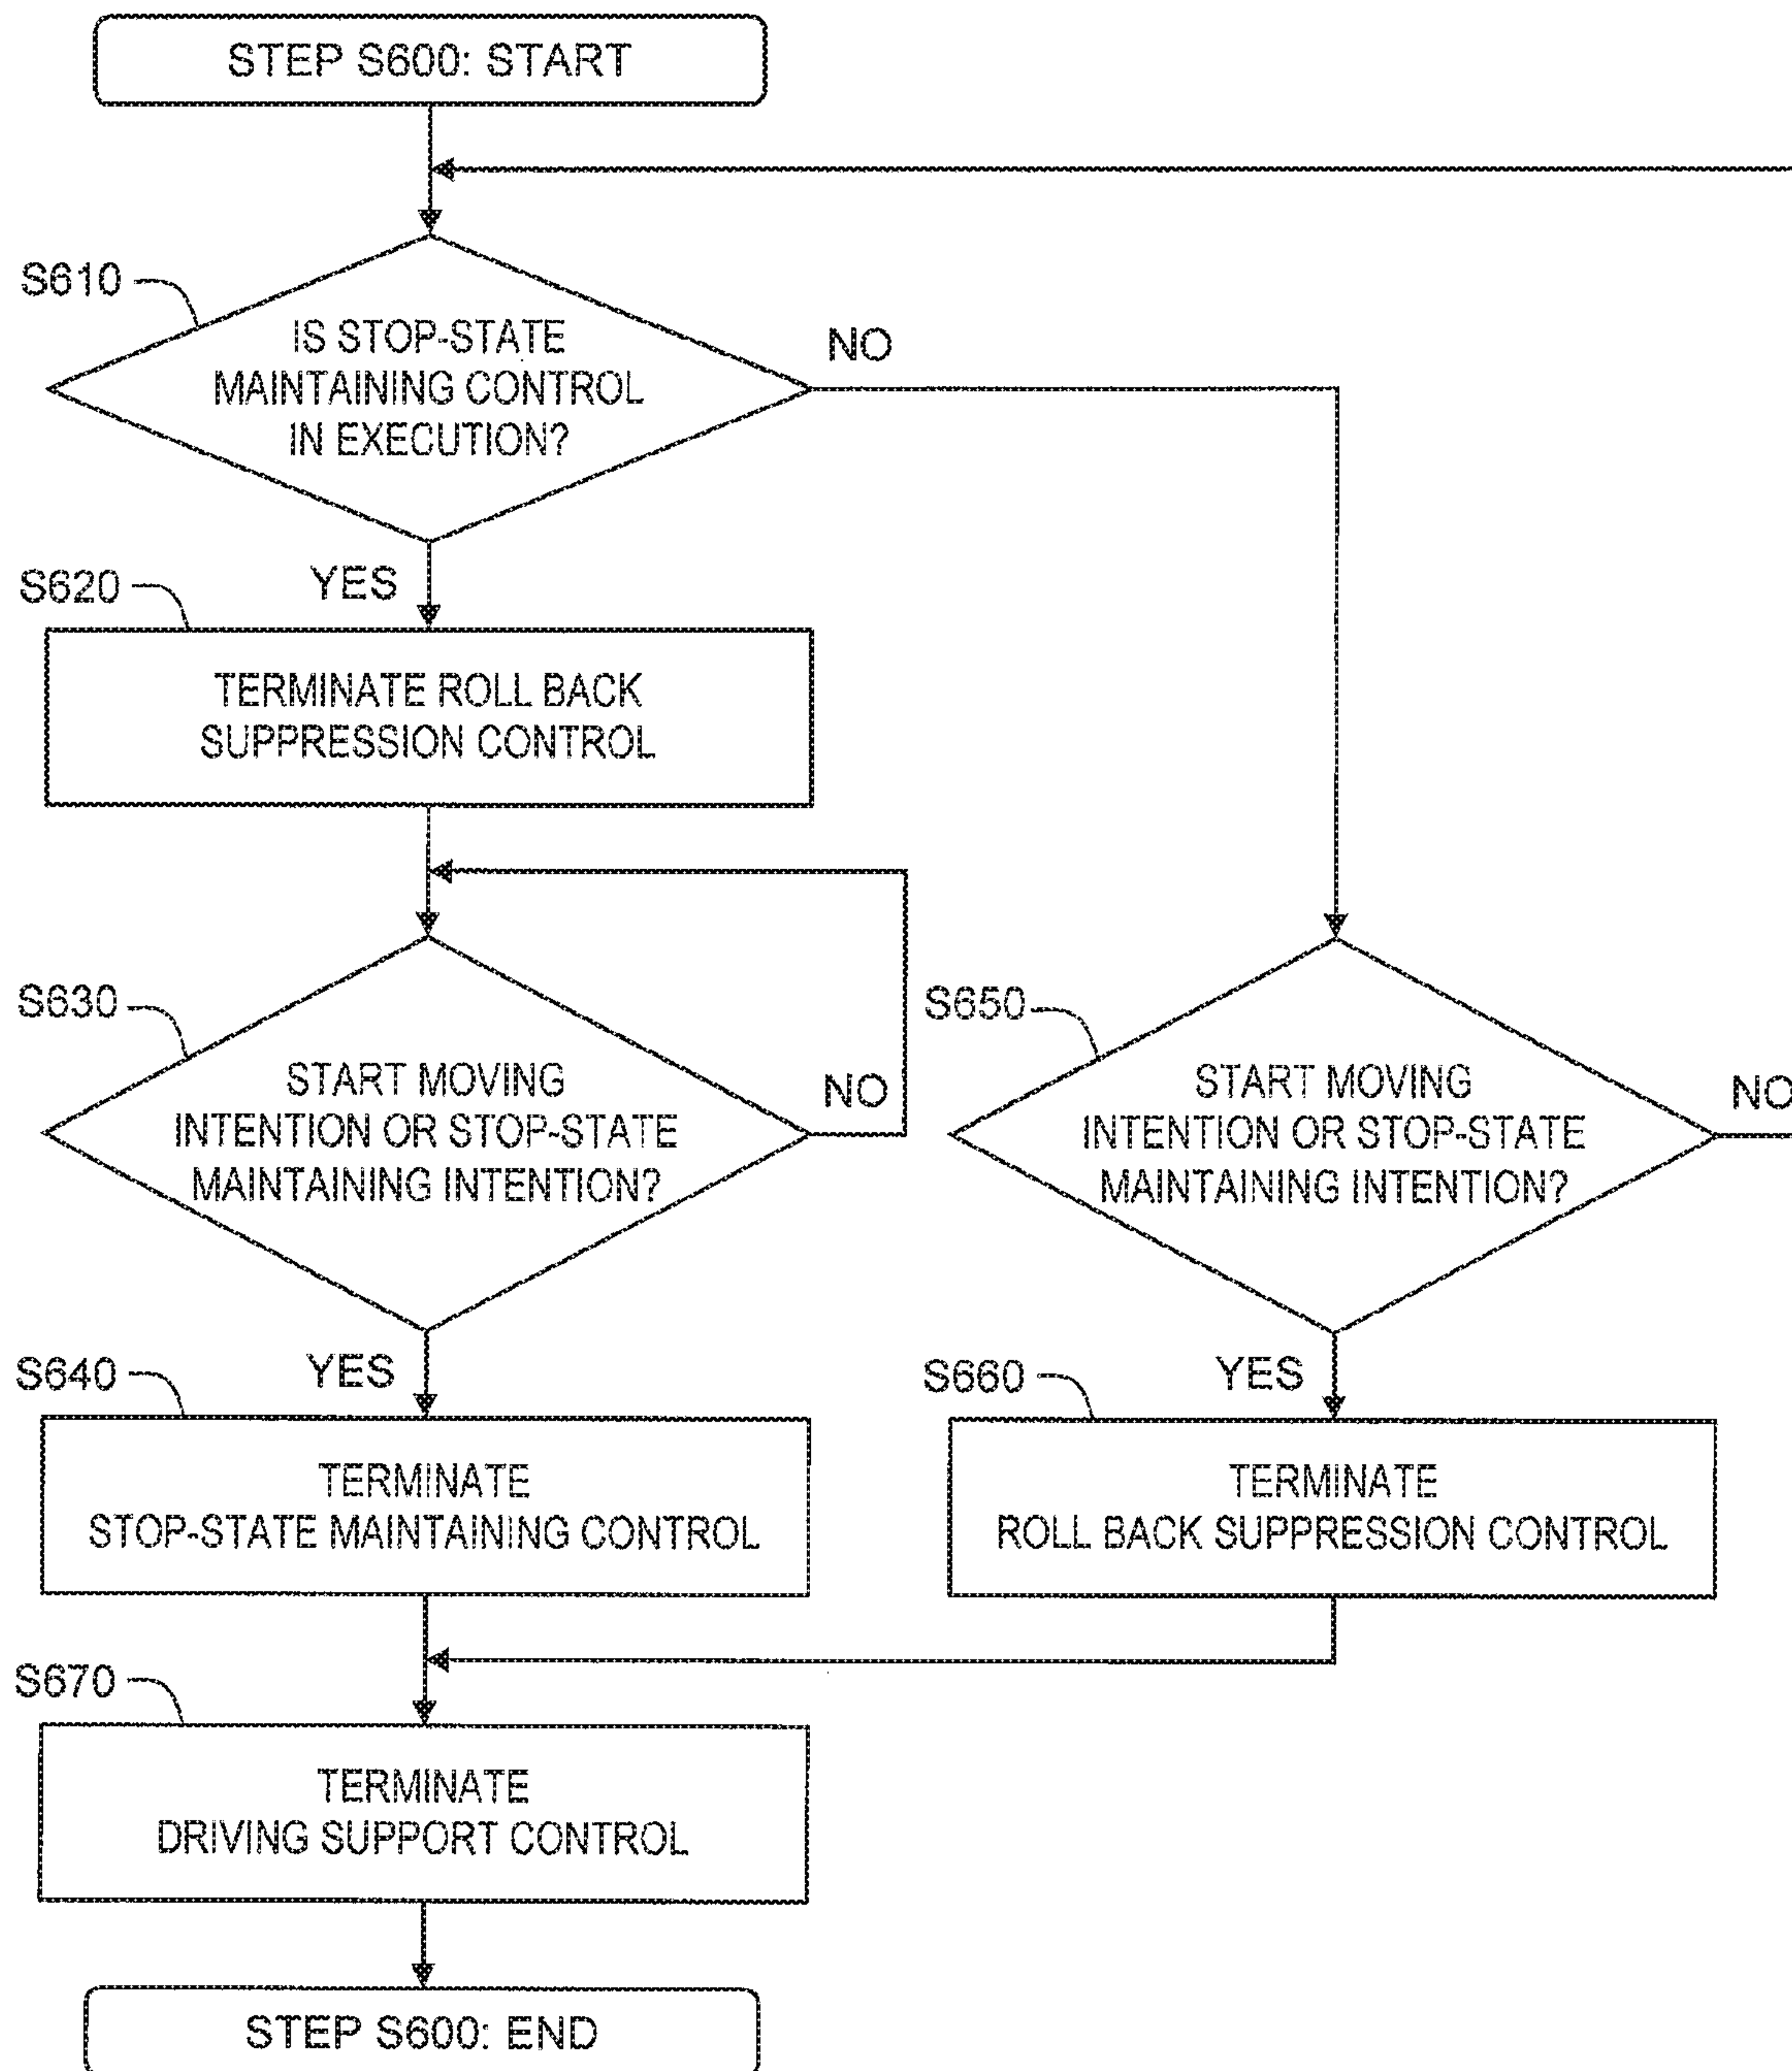 STEP S600: START
S610
IS STOP-STATE
MAINTAINING CONTROL
IN EXECUTION?
NO
YES
S620
TERMINATE ROLL BACK
SUPPRESSION CONTROL
S630
START MOVING
INTENTION OR STOP-STATE
MAINTAINING INTENTION?
NO
S650
START MOVING
INTENTION OR STOP-STATE
MAINTAINING INTENTION?
NO
YES
S640
TERMINATE
STOP-STATE MAINTAINING CONTROL
YES
S660
TERMINATE
ROLL BACK SUPPRESSION CONTROL
S670
TERMINATE
DRIVING SUPPORT CONTROL
STEP S600: END